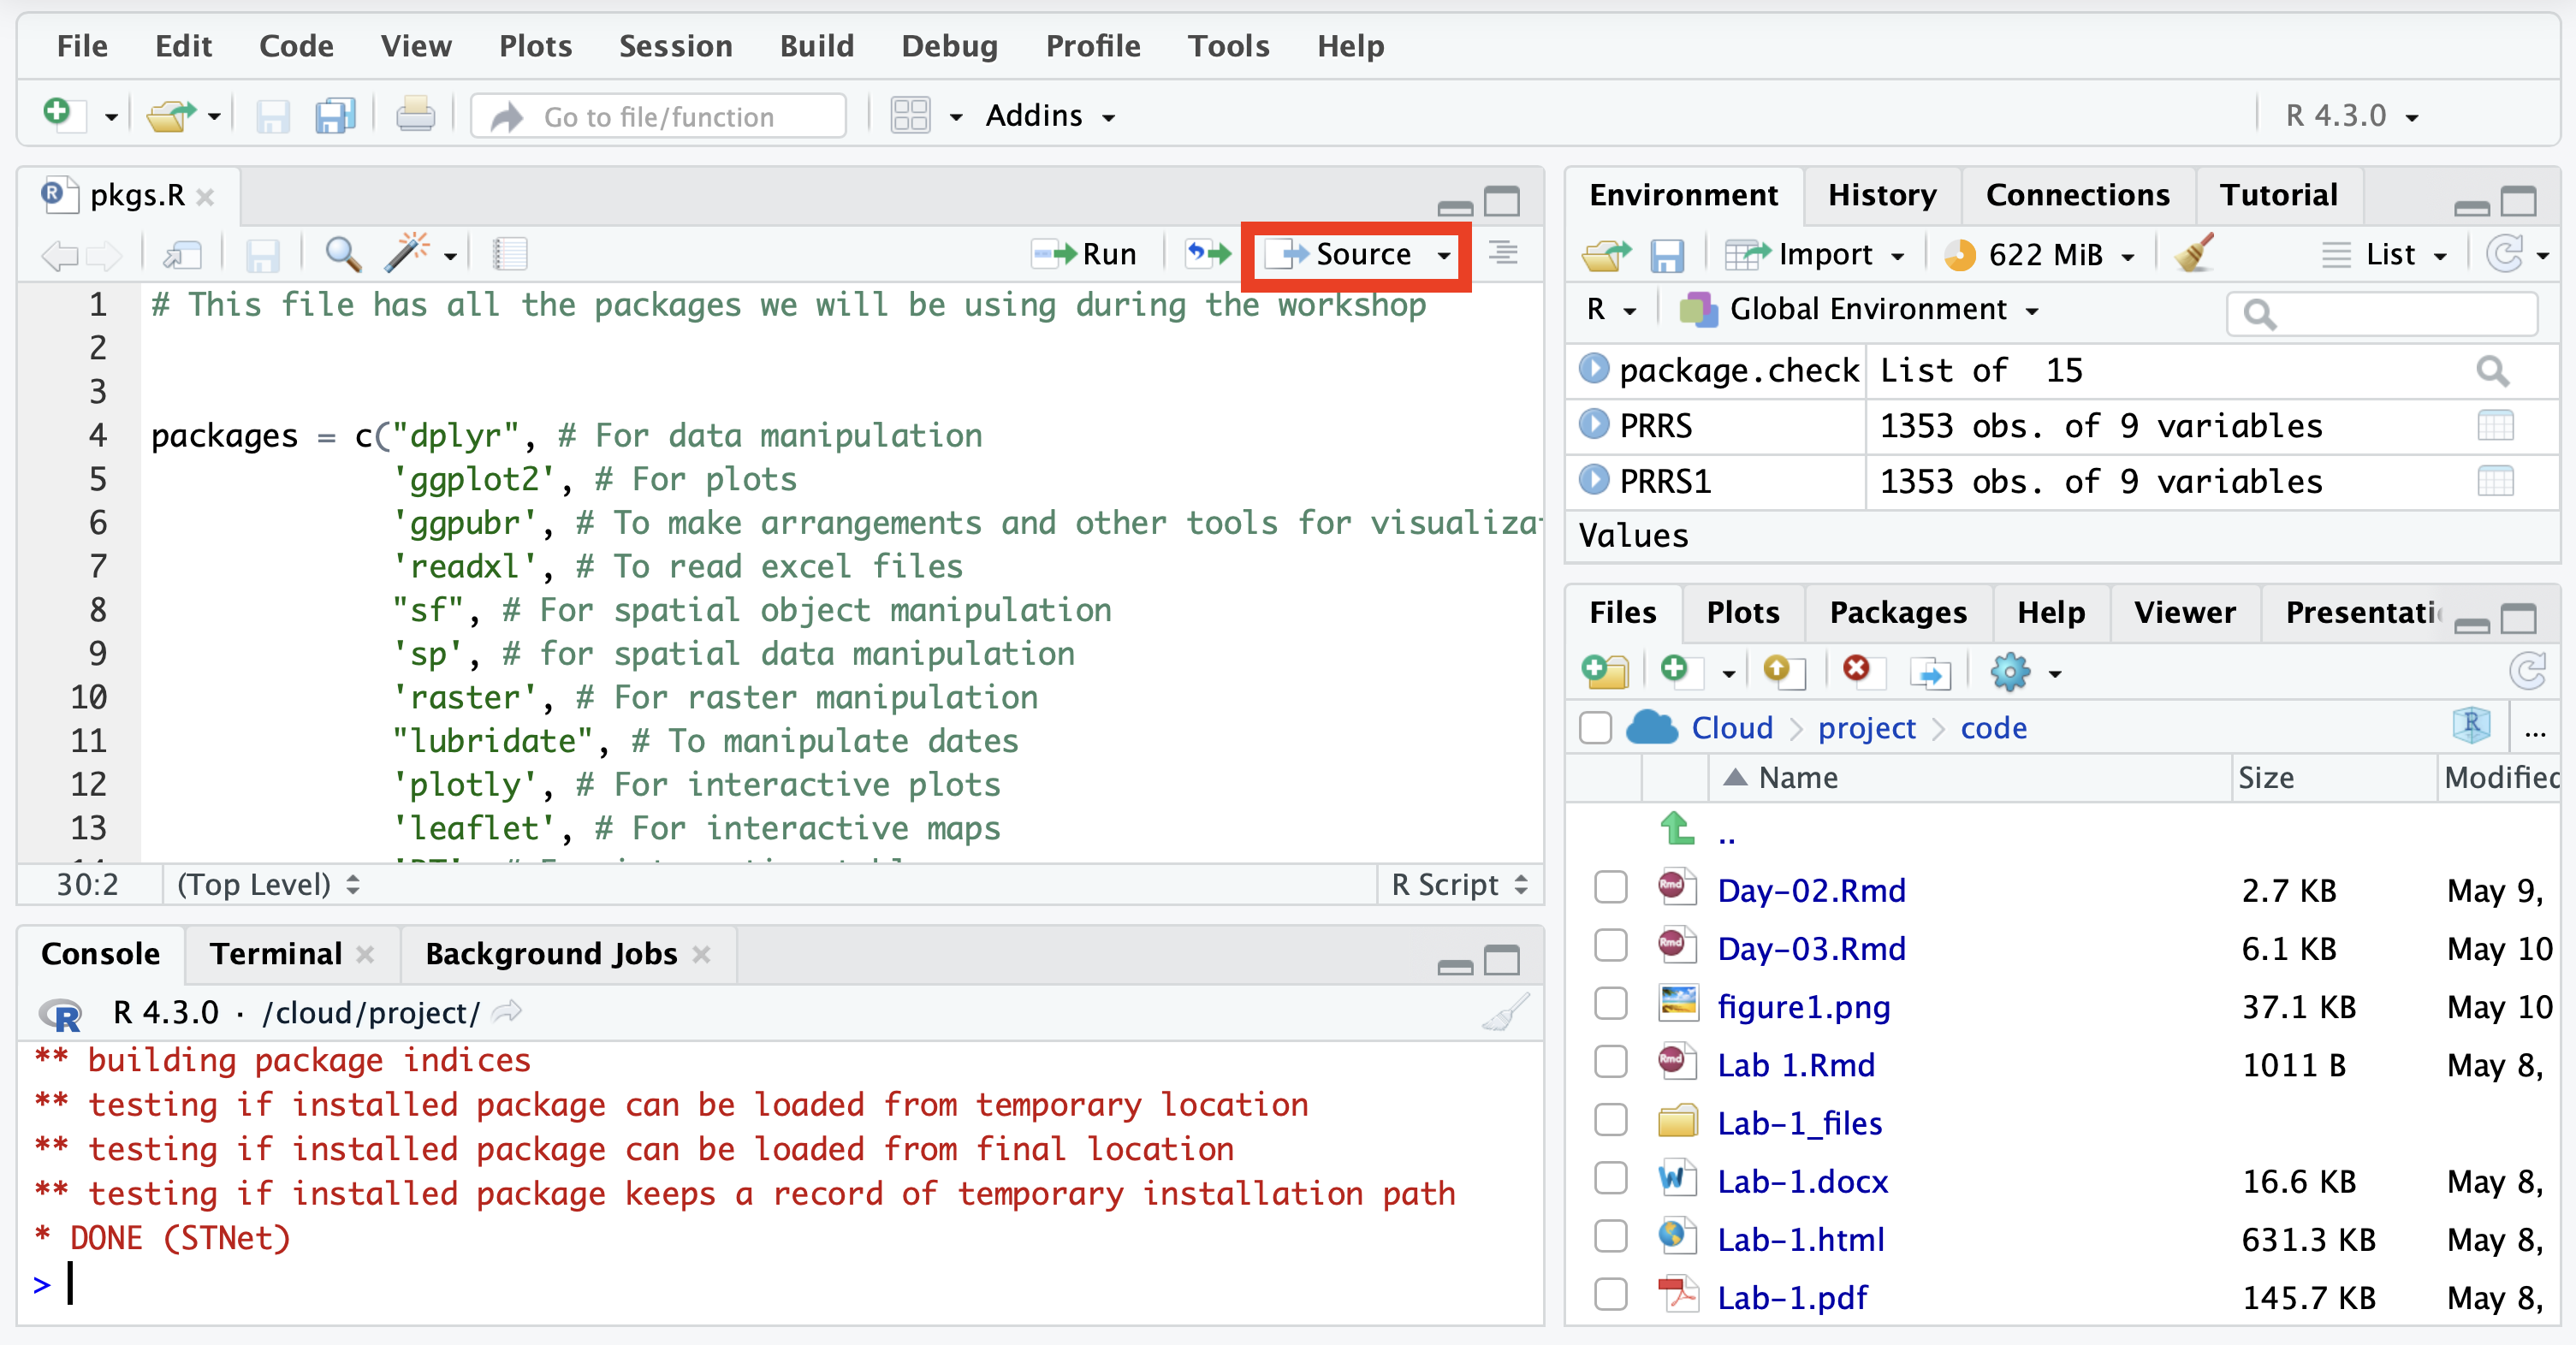 File Edit Code View Plots Session Build Debug Profile Tools Help
Go to file/function Addins R 4.3.0
pkgs.R
Run Source
1 # This file has all the packages we will be using during the workshop
2
3
4 packages = c("dplyr", # For data manipulation
5 'ggplot2', # For plots
6 'ggpubr', # To make arrangements and other tools for visualiza
7 'readxl', # To read excel files
8 "sf", # For spatial object manipulation
9 'sp', # for spatial data manipulation
10 'raster', # For raster manipulation
11 "lubridate", # To manipulate dates
12 'plotly', # For interactive plots
13 'leaflet', # For interactive maps
30:2 (Top Level) R Script
Console Terminal Background Jobs
R 4.3.0 · /cloud/project/
** building package indices
** testing if installed package can be loaded from temporary location
** testing if installed package can be loaded from final location
** testing if installed package keeps a record of temporary installation path
* DONE (STNet)
>
Environment History Connections Tutorial
Import 622 MiB List
R Global Environment
package.check List of 15
PRRS 1353 obs. of 9 variables
PRRS1 1353 obs. of 9 variables
Values
Files Plots Packages Help Viewer Presentati
Cloud > project > code R ...
Name Size Modified
..
Day-02.Rmd 2.7 KB May 9,
Day-03.Rmd 6.1 KB May 10
figure1.png 37.1 KB May 10
Lab 1.Rmd 1011 B May 8,
Lab-1_files
Lab-1.docx 16.6 KB May 8,
Lab-1.html 631.3 KB May 8,
Lab-1.pdf 145.7 KB May 8,